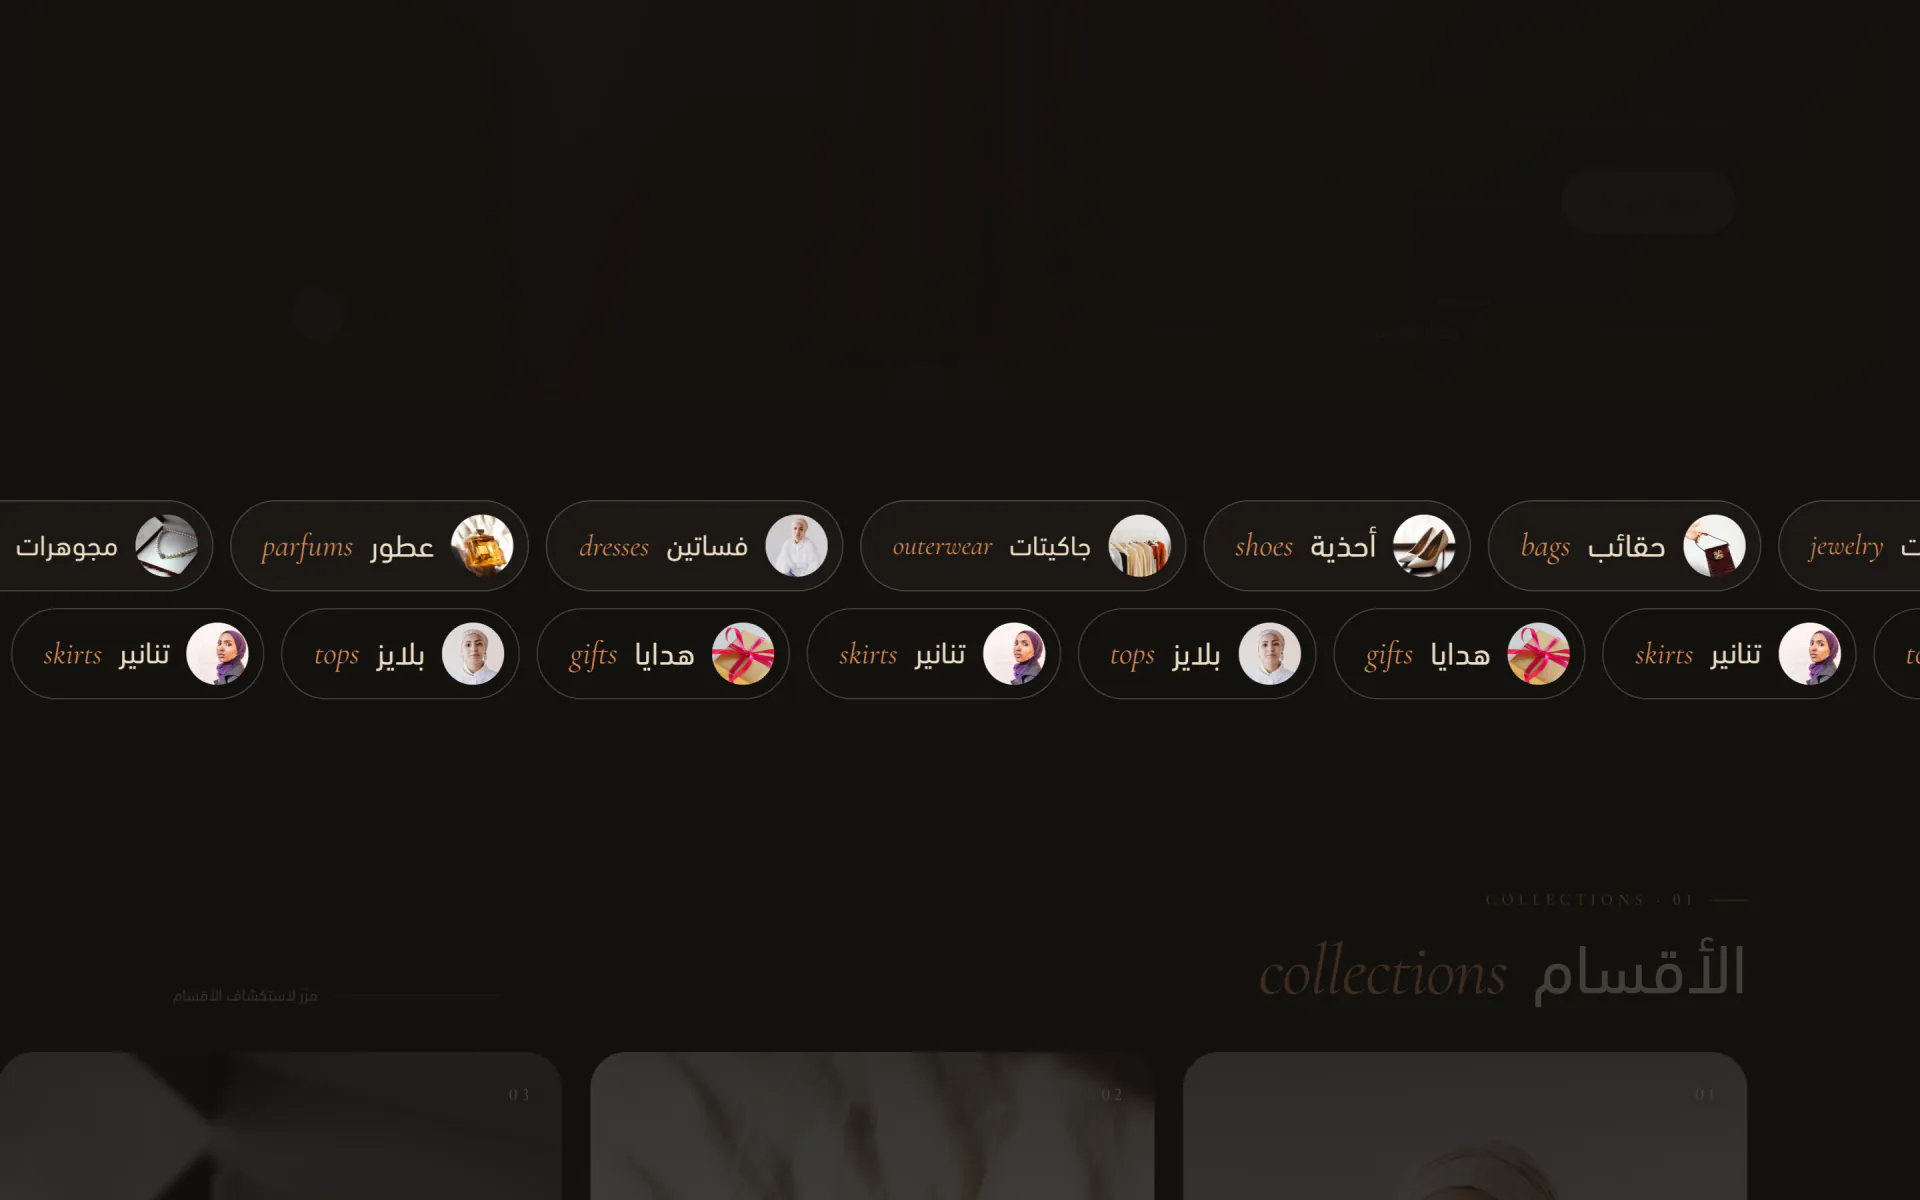 مجوهرات
عطور parfums
فساتين dresses
جاكيتات outerwear
أحذية shoes
حقائب bags
jewelry
تنانير skirts
بلايز tops
هدايا gifts
تنانير skirts
بلايز tops
هدايا gifts
تنانير skirts
COLLECTIONS · 01
الأقسام collections
مرّر لاستكشاف الأقسام
01
02
03